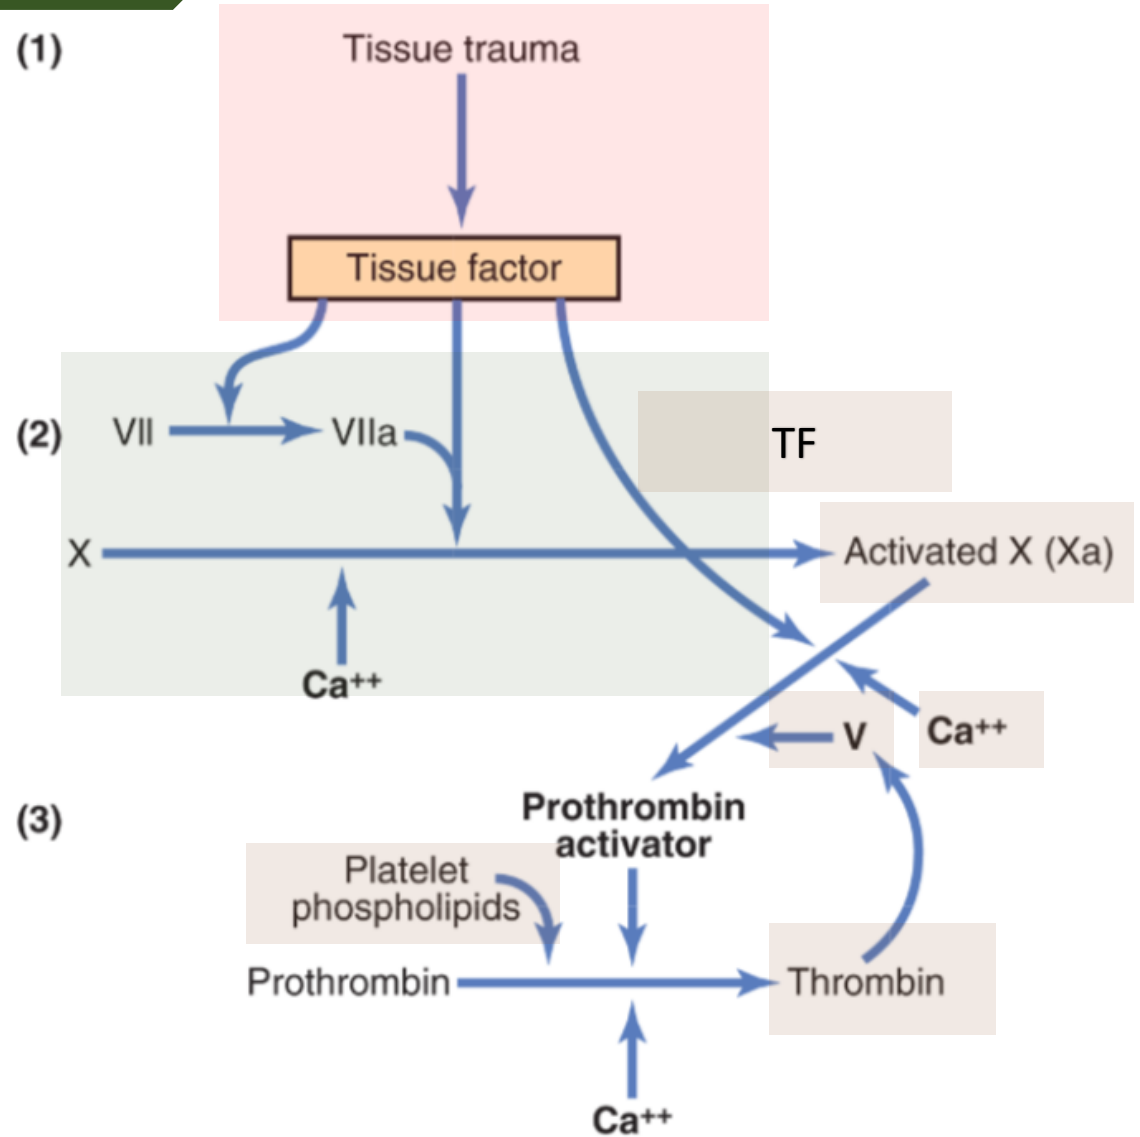 (1)
Tissue trauma
Tissue factor
(2)
VII
VIIa
TF
X
Activated X (Xa)
Ca++
V
Ca++
(3)
Prothrombin
activator
Platelet
phospholipids
Prothrombin
Thrombin
Ca++